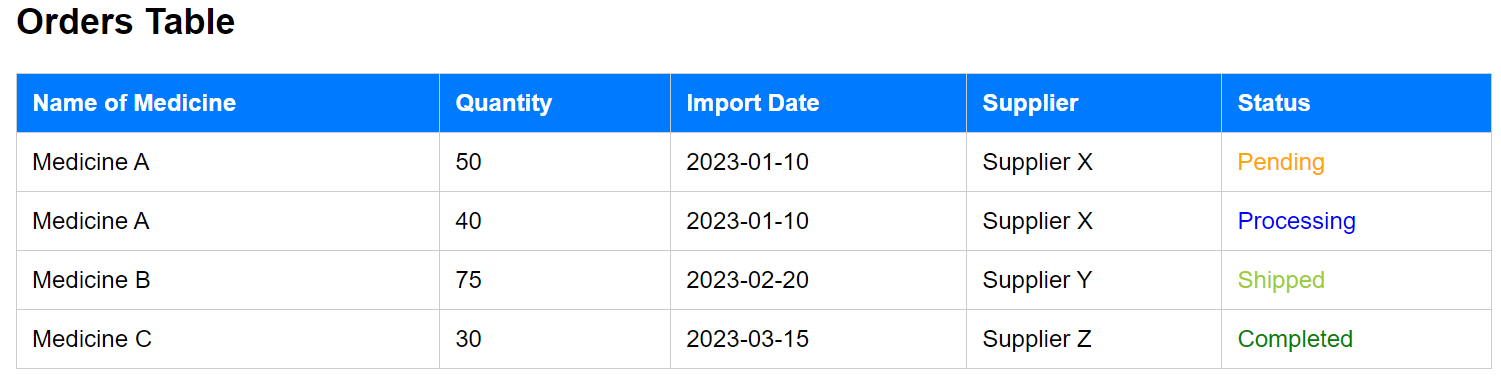 Orders Table
Name of Medicine Quantity Import Date Supplier Status
Medicine A 50 2023-01-10 Supplier X Pending
Medicine A 40 2023-01-10 Supplier X Processing
Medicine B 75 2023-02-20 Supplier Y Shipped
Medicine C 30 2023-03-15 Supplier Z Completed